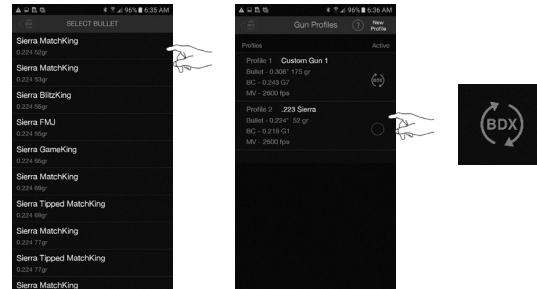 96% 6:35 AM
SELECT BULLET
Sierra MatchKing
0.224 52gr
Sierra MatchKing
0.224 53gr
Sierra BlitzKing
0.224 55gr
Sierra FMJ
0.224 55gr
Sierra GameKing
0.224 65gr
Sierra MatchKing
0.224 69gr
Sierra Tipped MatchKing
0.224 69gr
Sierra MatchKing
0.224 77gr
Sierra Tipped MatchKing
0.224 77gr
Sierra MatchKing
96% 6:36 AM
Gun Profiles ? New Profile
Profiles Active
Profile 1 Custom Gun 1
Bullet - 0.308" 175 gr
BC - 0.243 G7
MV - 2600 fps
BDX
Profile 2 .223 Sierra
Bullet - 0.224" 52 gr
BC - 0.218 G1
MV - 2600 fps
BDX